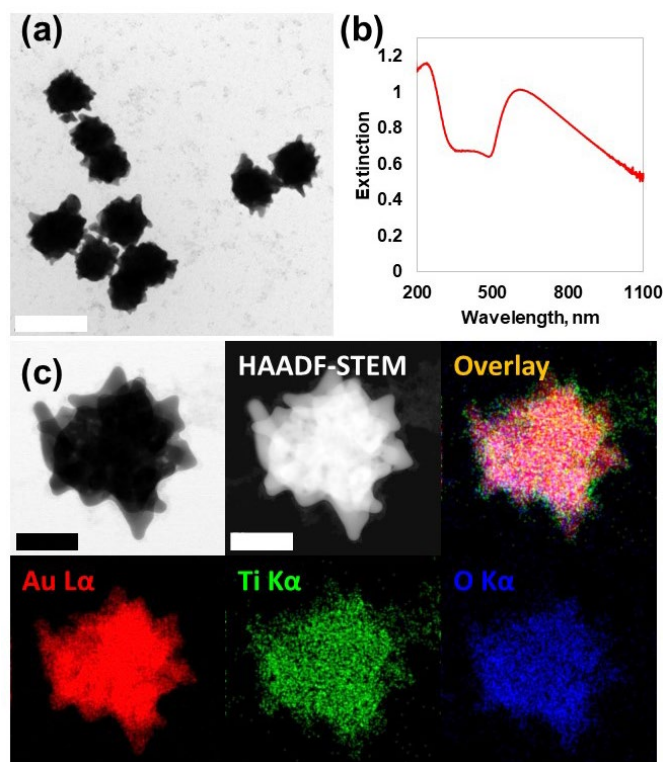 (a)
(b)
1.2
1
0.8
0.6
0.4
0.2
0
Extinction
200 500 800 1100
Wavelength, nm
(c)
HAADF-STEM
Overlay
Au Lα
Ti Kα
O Kα